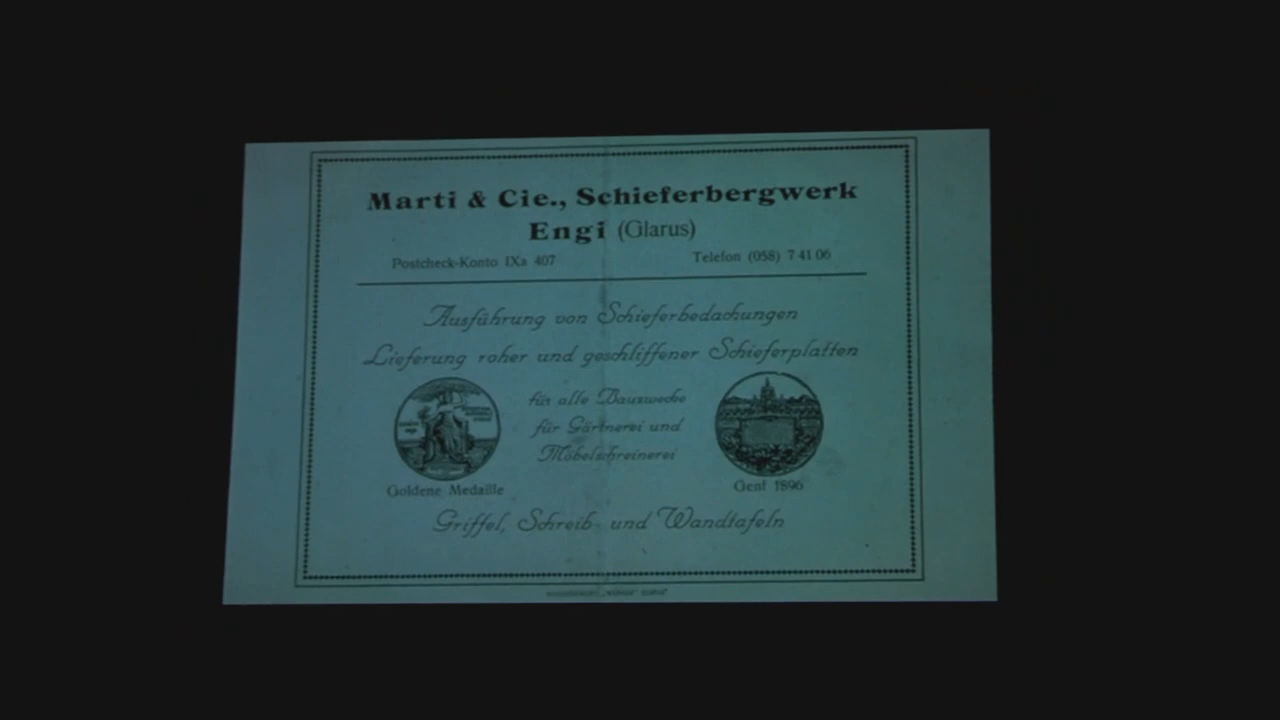 Marti & Cie., Schieferbergwerk
Engi (Glarus)
Postcheck-Konto IXa 407 Telefon (058) 7 41 06
Ausführung von Schieferbedachungen
Lieferung roher und geschliffener Schieferplatten
für alle Bauzwecke
für Gärtnerei und
Möbelschreinerei
Goldene Medaille Genf 1896
Griffel, Schreib- und Wandtafeln